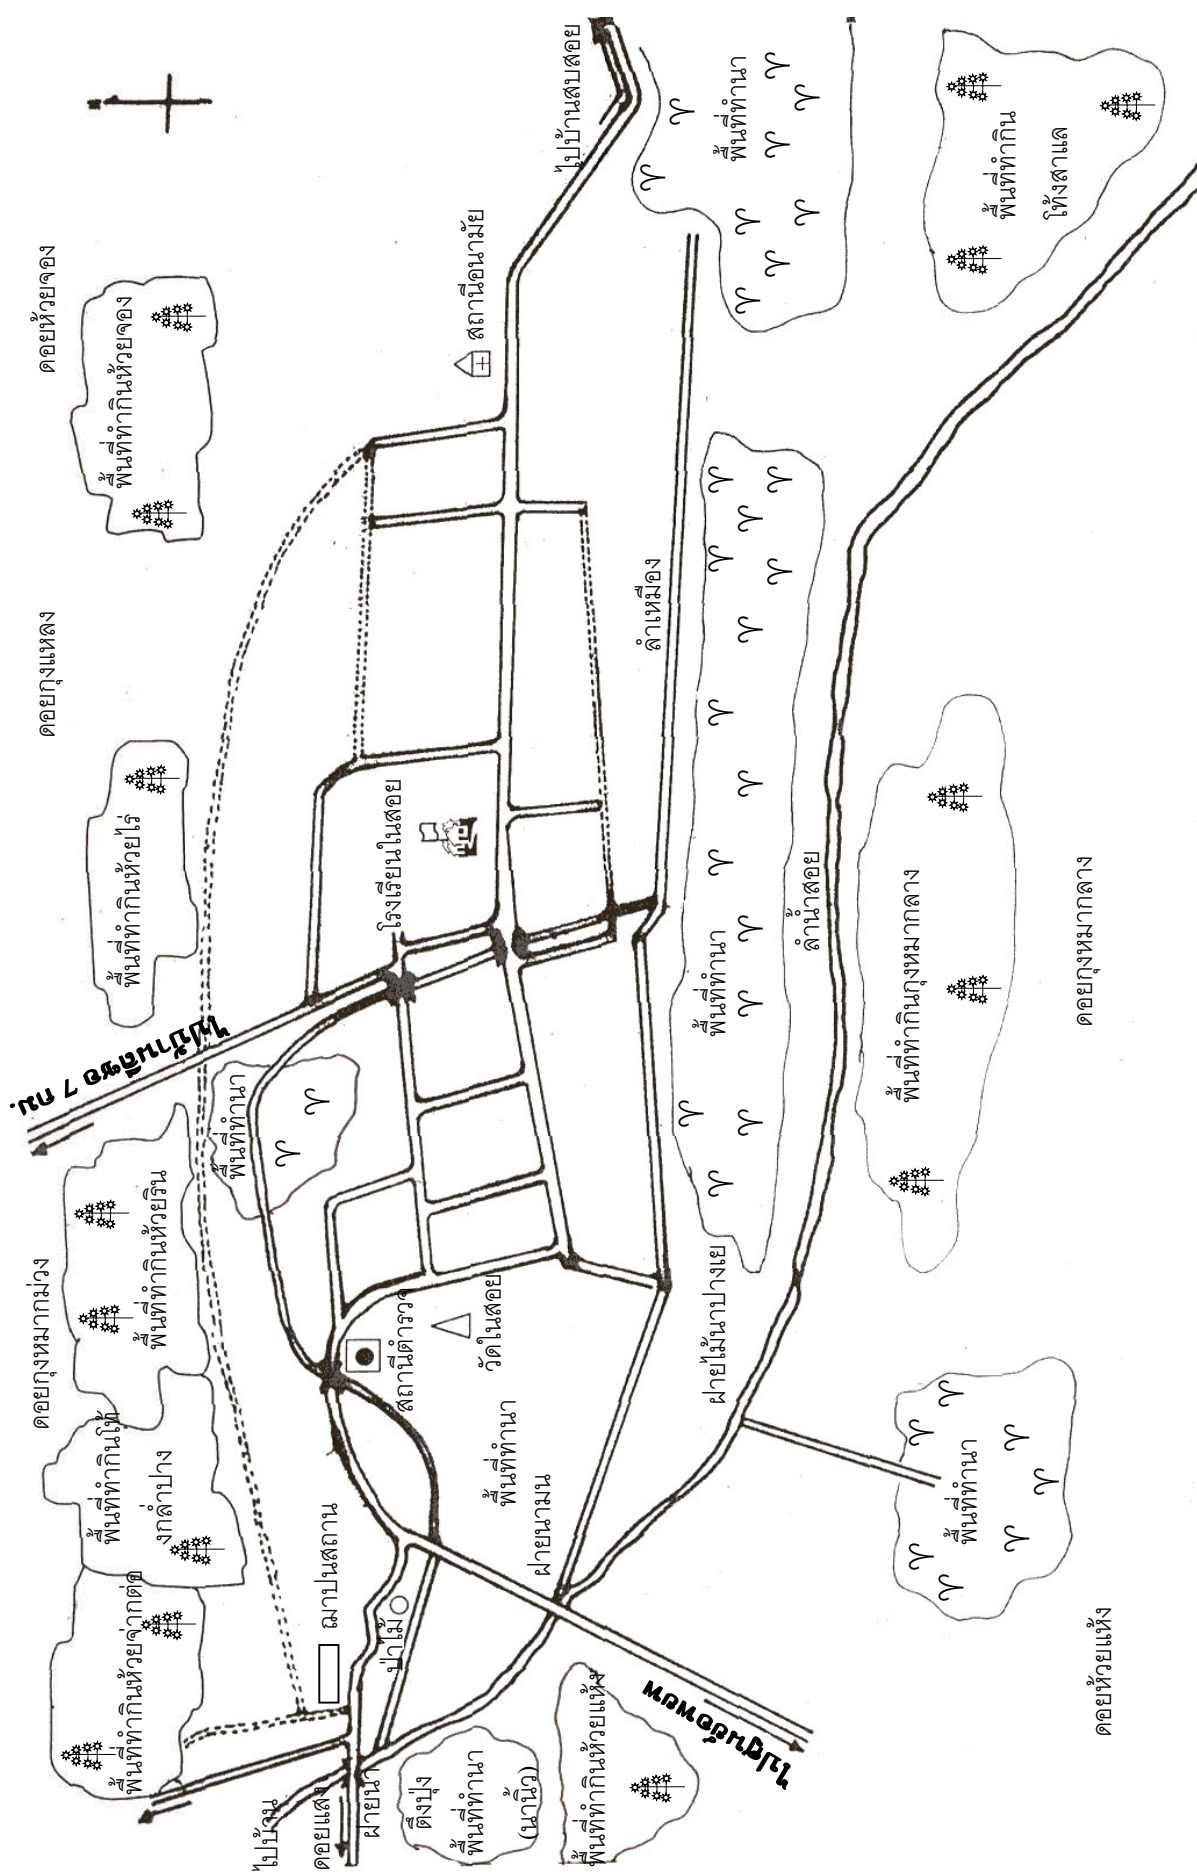 ดอยห้วยจอง
พื้นที่ทำกินห้วยจอง
ดอยกุงแหลง
พื้นที่ทำกินห้วยไร่
ดอยกุงหมากม่วง
พื้นที่ทำกินห้วยริน
พื้นที่ทำกินโท้
งกล๋าปาง
พื้นที่ทำกินห้วยจ่ากต่อ
ไปบ้านลีซอ 7 กม.
พื้นที่ทำนา
ไปบ้านสบสอย
สถานีอนามัย
โรงเรียนในสอย
สถานีตำรวจ
วัดในสอย
พื้นที่ทำนา
ฌาปนสถาน
ป่าไม้
ฝายนามน
ไปบ้าน
ดอยแสง
ฝายนา
ตึงปุ่ง
พื้นที่ทำนา
(นานิ้ว)
พื้นที่ทำกินห้วยแห้ง
ลำเหมือง
พื้นที่ทำนา
พื้นที่ทำนา
ลำน้ำสอย
ฝายไม้นาปางเย
พื้นที่ทำกิน
โท้งสาแล
พื้นที่ทำกินกุงหมากลาง
ดอยกุงหมากลาง
พื้นที่ทำนา
ดอยห้วยแห้ง